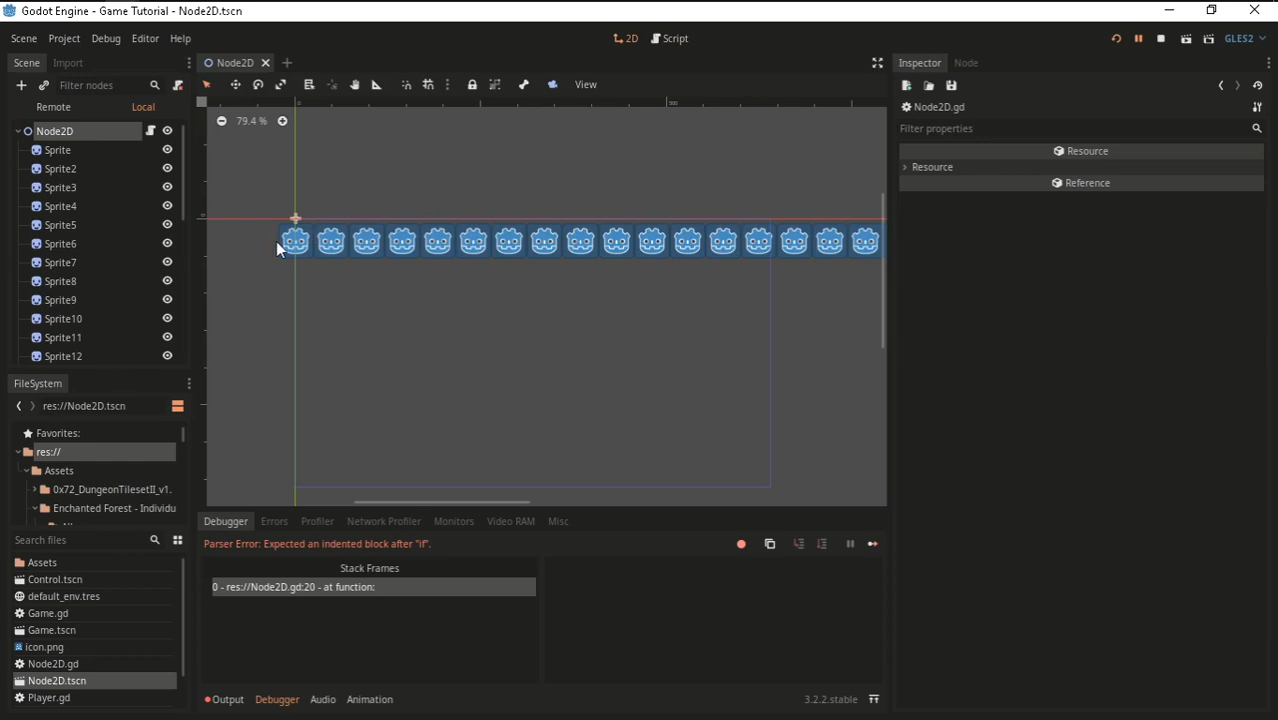 Godot Engine - Game Tutorial - Node2D.tscn
Scene Project Debug Editor Help
2D Script
GLES2
Scene Import
Node2D
Inspector Node
Filter nodes
View
Remote Local
Node2D.gd
79.4 %
0
500
Filter properties
Node2D
Sprite
Sprite2
Sprite3
Sprite4
Sprite5
Sprite6
Sprite7
Sprite8
Sprite9
Sprite10
Sprite11
Sprite12
Resource
Resource
Reference
0
FileSystem
res://Node2D.tscn
Favorites:
res://
Assets
0x72_DungeonTilesetII_v1.
Enchanted Forest - Individu
Search files
Assets
Control.tscn
default_env.tres
Game.gd
Game.tscn
icon.png
Node2D.gd
Node2D.tscn
Player.gd
Debugger Errors Profiler Network Profiler Monitors Video RAM Misc
Parser Error: Expected an indented block after "if".
Stack Frames
0 - res://Node2D.gd:20 - at function:
Output Debugger Audio Animation
3.2.2.stable